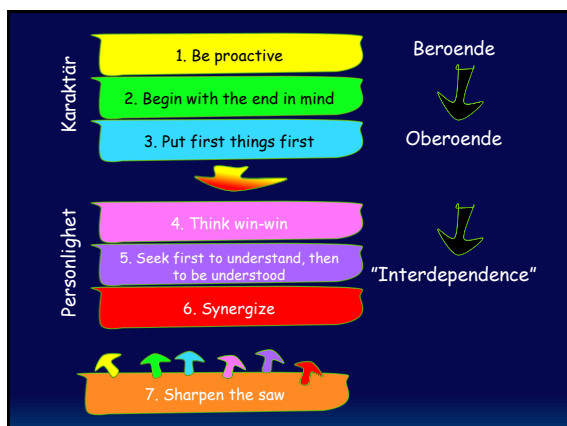 Karaktär
1. Be proactive
2. Begin with the end in mind
3. Put first things first
Beroende
Oberoende
Personlighet
4. Think win-win
5. Seek first to understand, then
to be understood
6. Synergize
”Interdependence”
7. Sharpen the saw